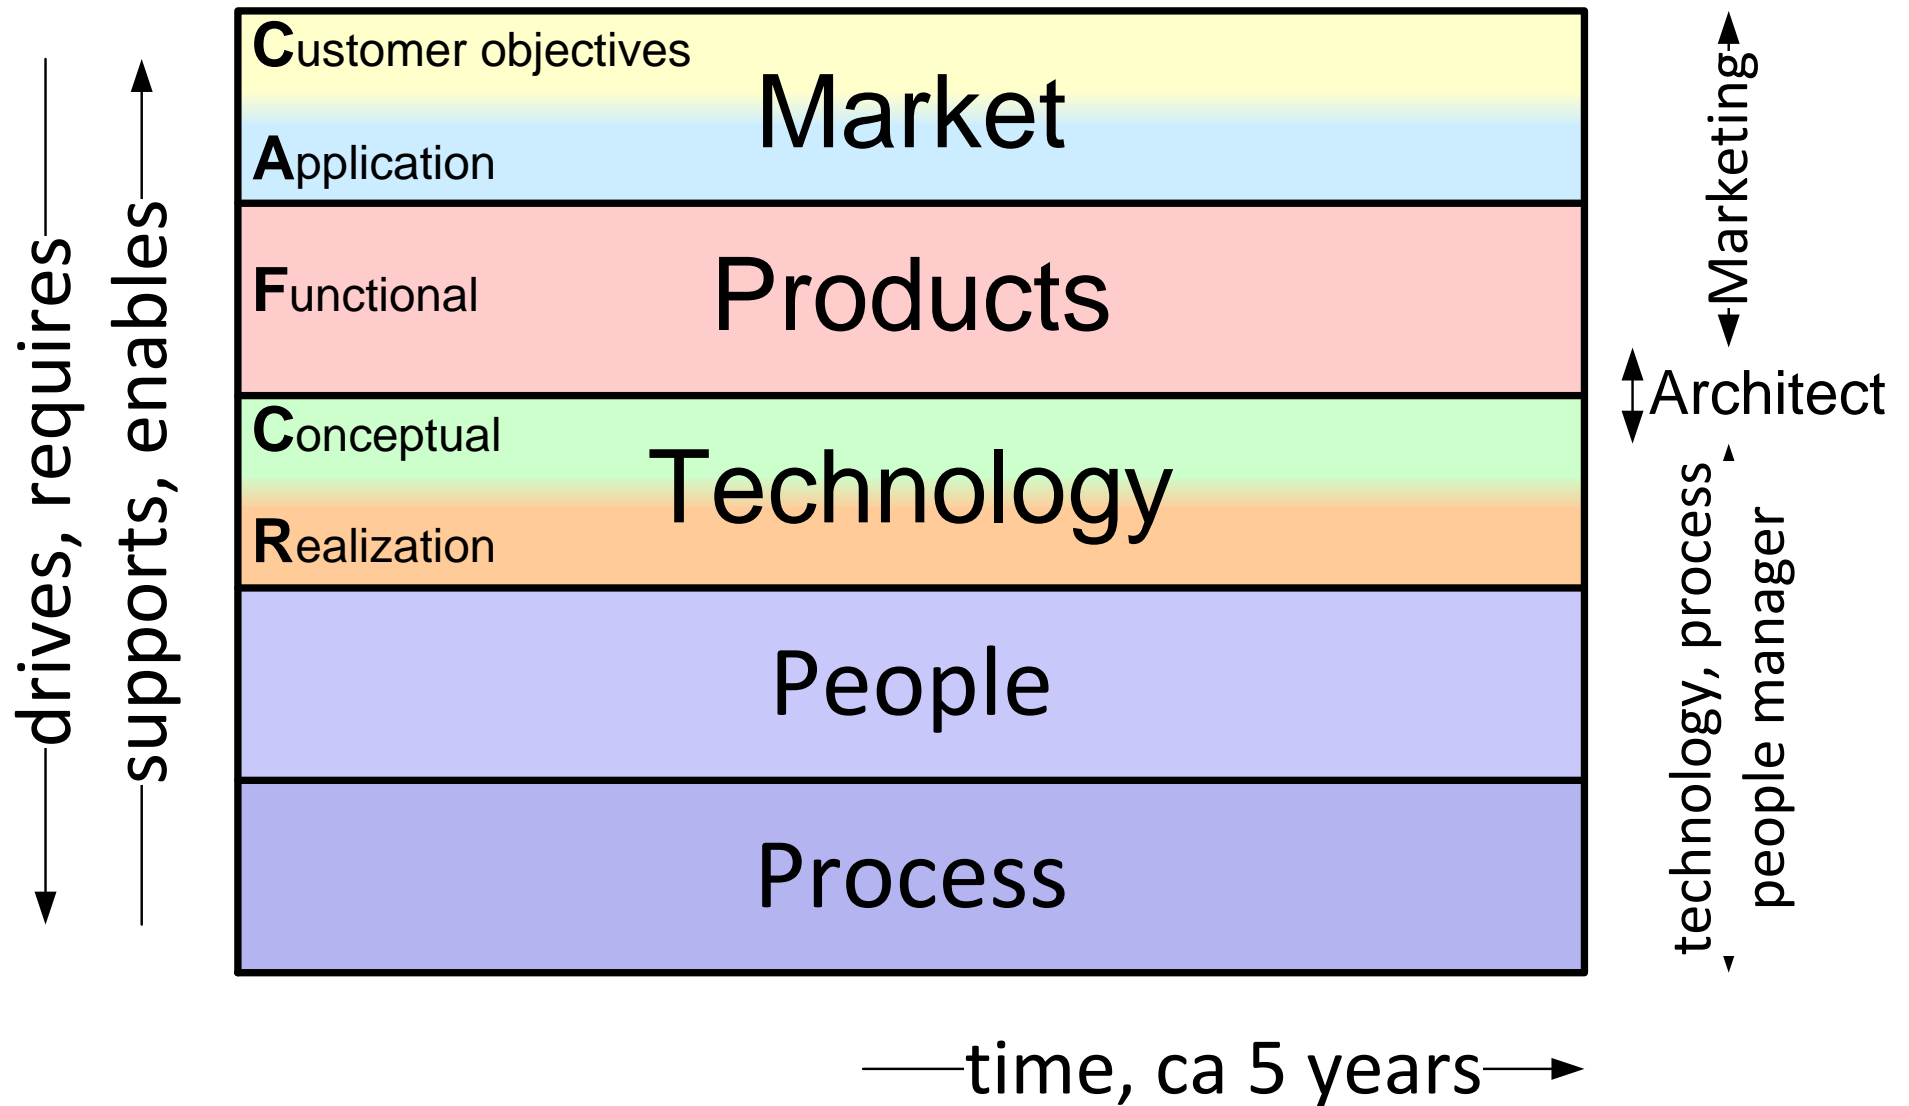 Customer objectives
Market
Application
Functional
Products
Conceptual
Technology
Realization
People
Process
drives, requires
supports, enables
Marketing
Architect
technology, process
people manager
time, ca 5 years